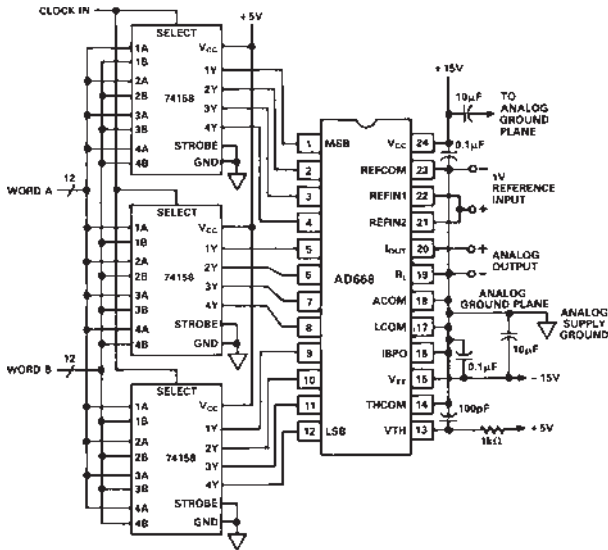 CLOCK IN
+5V
SELECT
1A
1B
2A
2B
3A
3B
4A
4B
74158
VCC
1Y
2Y
3Y
4Y
STROBE
GND
WORD A
12
SELECT
1A
1B
2A
2B
3A
3B
4A
4B
74158
VCC
1Y
2Y
3Y
4Y
STROBE
GND
WORD B
12
SELECT
1A
1B
2A
2B
3A
3B
4A
4B
74158
VCC
1Y
2Y
3Y
4Y
STROBE
GND
AD668
1 MSB
2
3
4
5
6
7
8
9
10
11
12 LSB
VCC 24
REFCOM 23
REFIN1 22
REFIN2 21
IOUT 20
RL 19
ACOM 18
LCOM 17
IBPO 16
VEE 15
THCOM 14
VTH 13
+15V
10µF
TO
ANALOG
GROUND
PLANE
0.1µF
1V
REFERENCE
INPUT
ANALOG
OUTPUT
ANALOG
GROUND PLANE
ANALOG
SUPPLY
GROUND
10µF
0.1µF
-15V
100pF
1kΩ
+5V